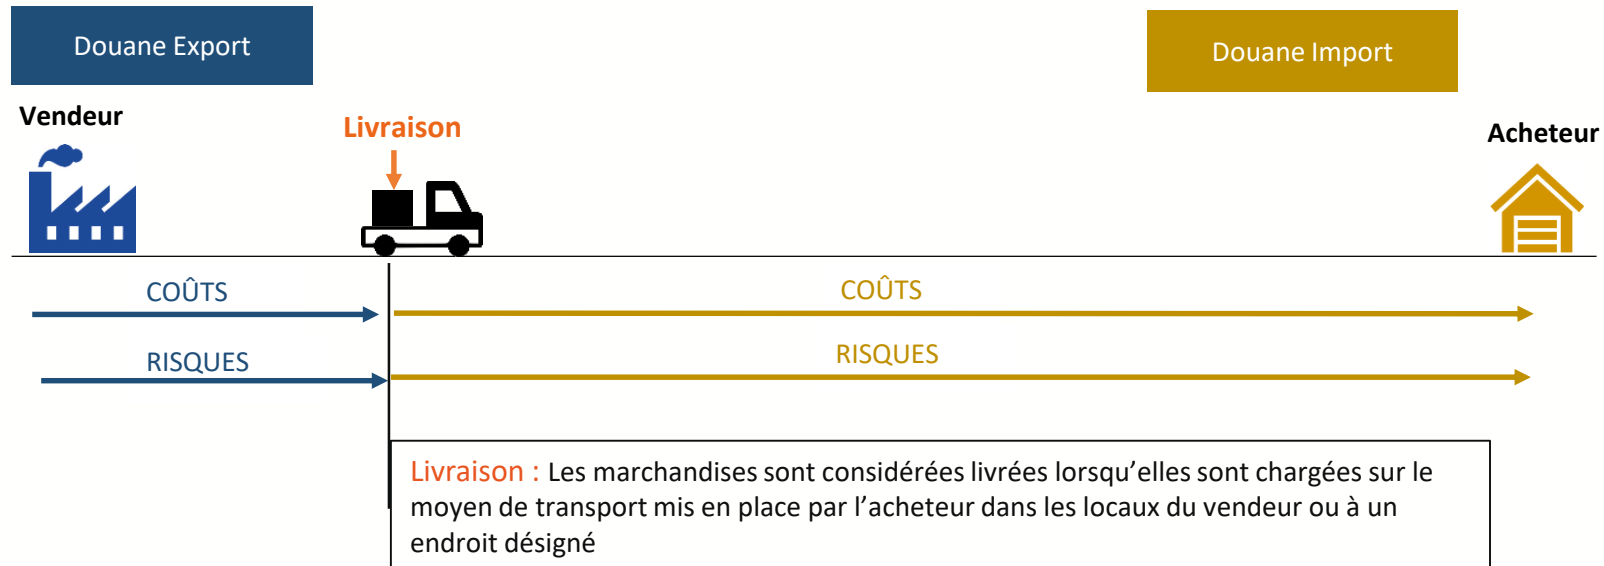 Douane Export
Douane Import
Vendeur
Livraison
Acheteur
COÛTS
COÛTS
RISQUES
RISQUES
Livraison : Les marchandises sont considérées livrées lorsqu’elles sont chargées sur le
moyen de transport mis en place par l’acheteur dans les locaux du vendeur ou à un
endroit désigné